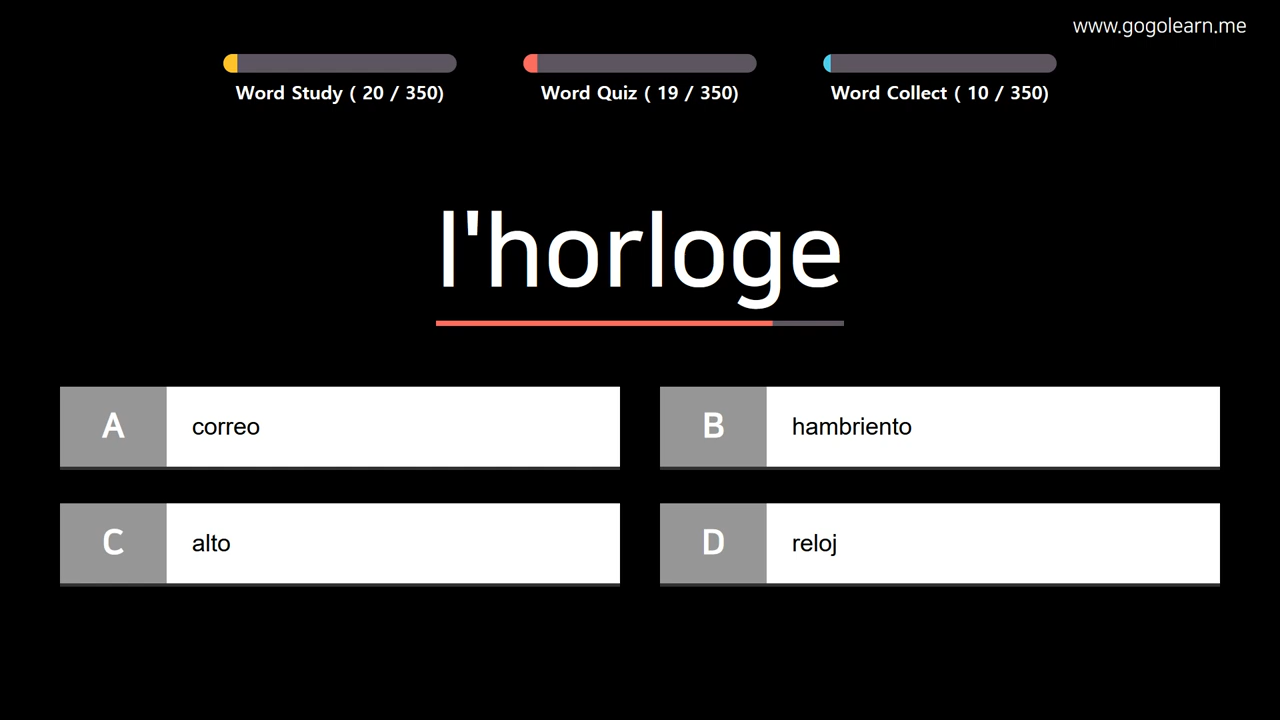 www.gogolearn.me
Word Study ( 20 / 350)
Word Quiz ( 19 / 350)
Word Collect ( 10 / 350)
l'horloge
A
correo
B
hambriento
C
alto
D
reloj